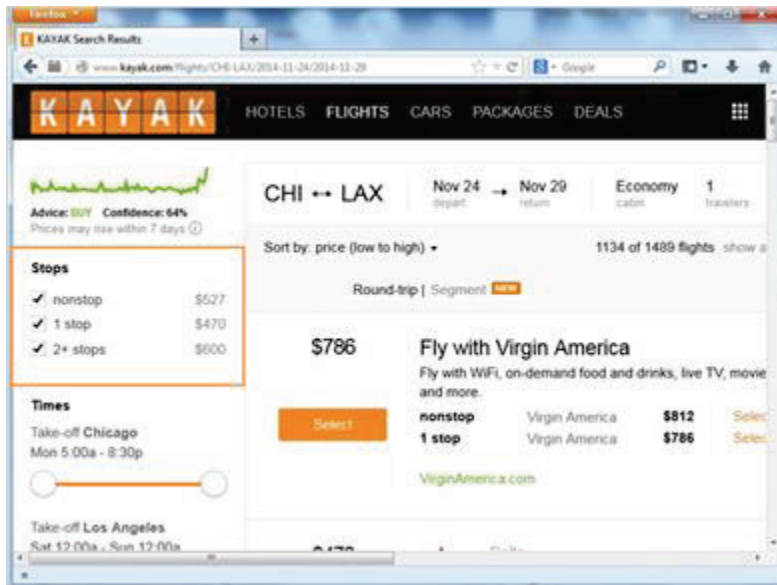 Firefox
KAYAK Search Results
www.kayak.com/flights/CHI-LAX/2014-11-24/2014-11-29
Google
KAYAK
HOTELS FLIGHTS CARS PACKAGES DEALS
Advice: BUY Confidence: 64%
Prices may rise within 7 days
CHI ↔ LAX
Nov 24 → Nov 29
depart return
Economy
cabin
1
travelers
Sort by: price (low to high)
1134 of 1489 flights show a
Round-trip | Segment NEW
Stops
nonstop $527
1 stop $470
2+ stops $600
$786
Select
Fly with Virgin America
Fly with WiFi, on-demand food and drinks, live TV, movie
and more.
nonstop Virgin America $812 Selec
1 stop Virgin America $786 Selec
VirginAmerica.com
Times
Take-off Chicago
Mon 5:00a - 8:30p
Take-off Los Angeles
Sat 12:00a - Sun 12:00a
Delta